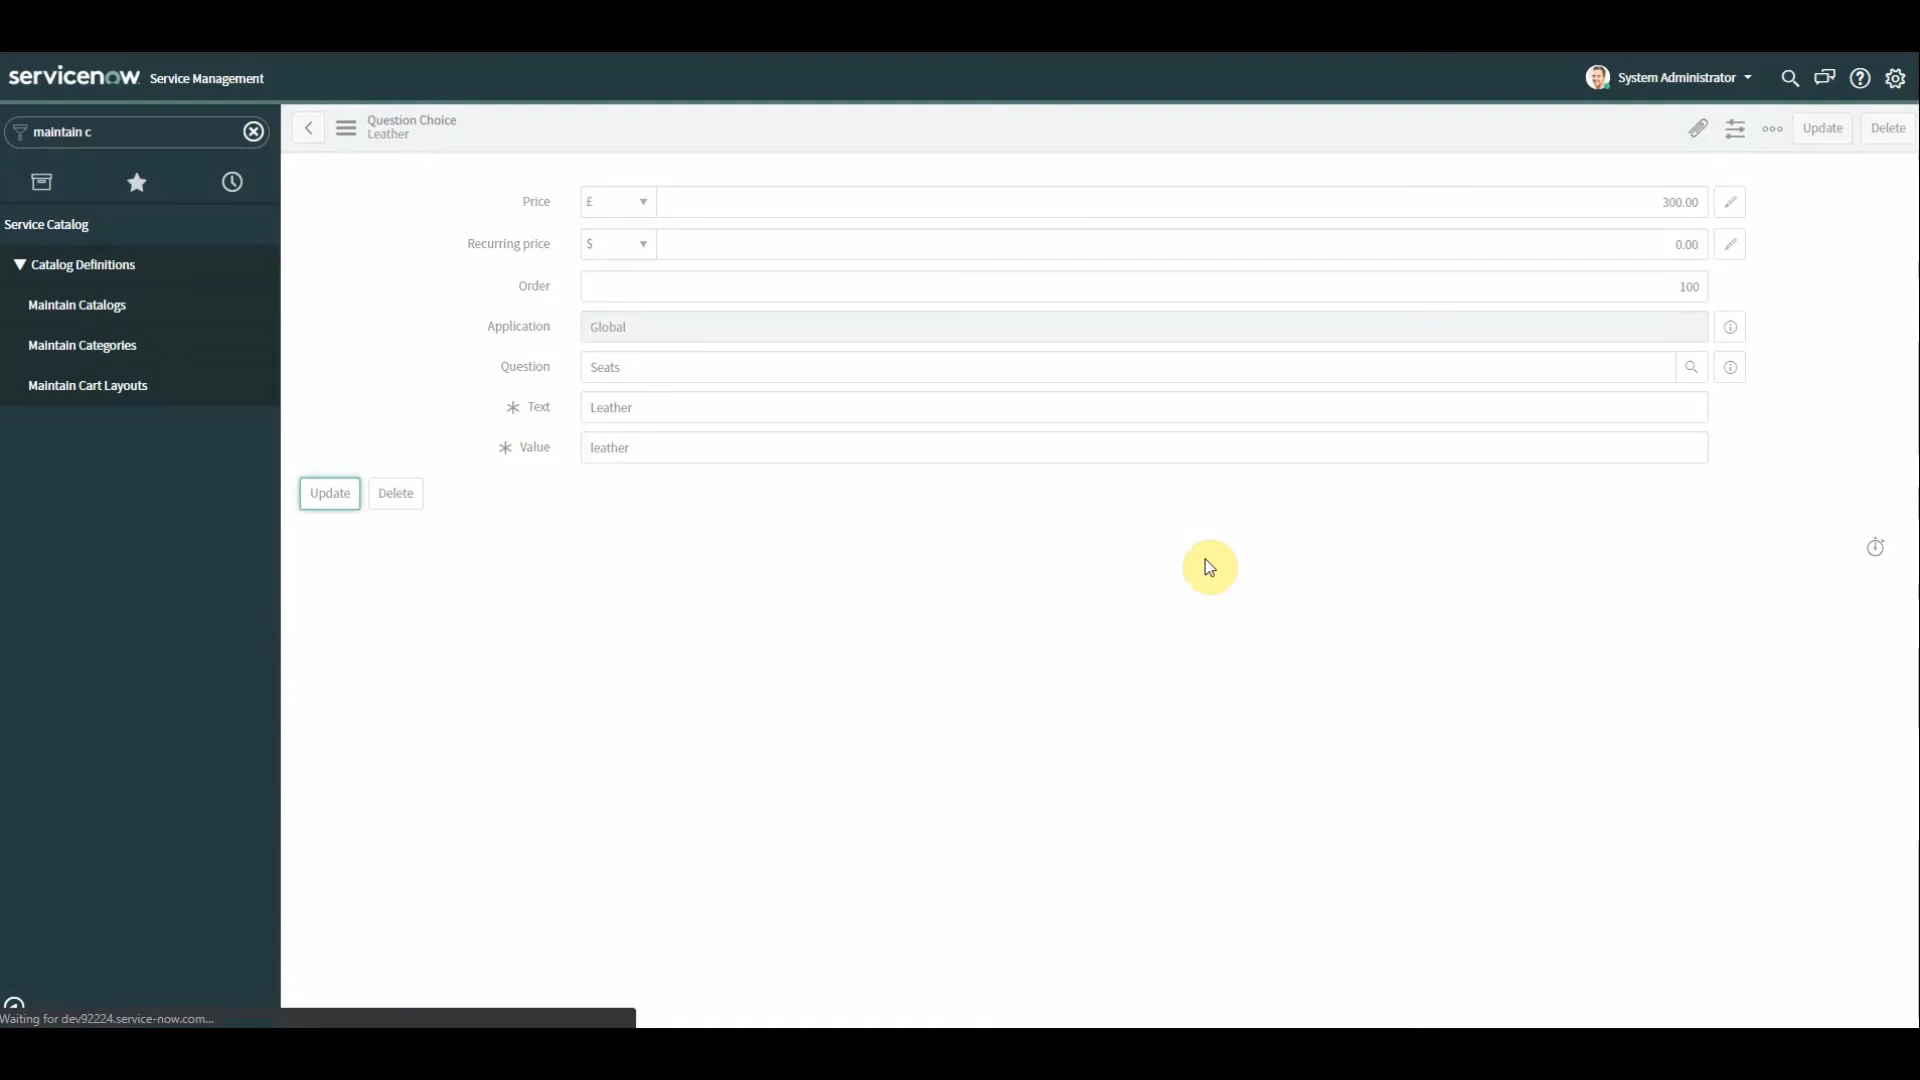 servicenow Service Management
System Administrator
maintain c
Question Choice
Leather
Update
Delete
Service Catalog
Catalog Definitions
Maintain Catalogs
Maintain Categories
Maintain Cart Layouts
Price £ 300.00
Recurring price $ 0.00
Order 100
Application Global
Question Seats
Text Leather
Value leather
Update Delete
Waiting for dev92224.service-now.com...